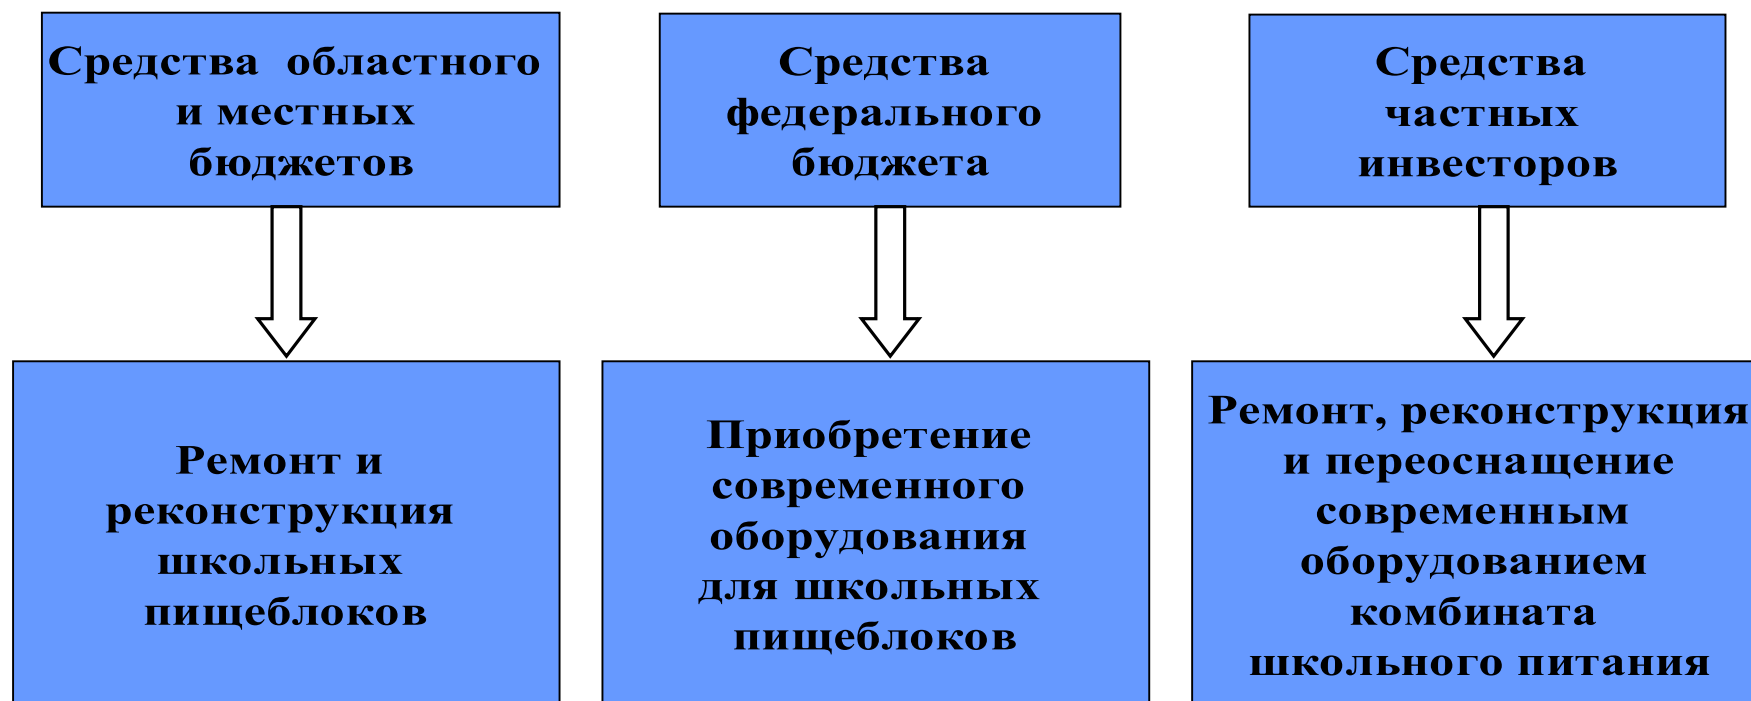 Средства областного
и местных
бюджетов
Средства
федерального
бюджета
Средства
частных
инвесторов
Ремонт и
реконструкция
школьных
пищеблоков
Приобретение
современного
оборудования
для школьных
пищеблоков
Ремонт, реконструкция
и переоснащение
современным
оборудованием
комбината
школьного питания